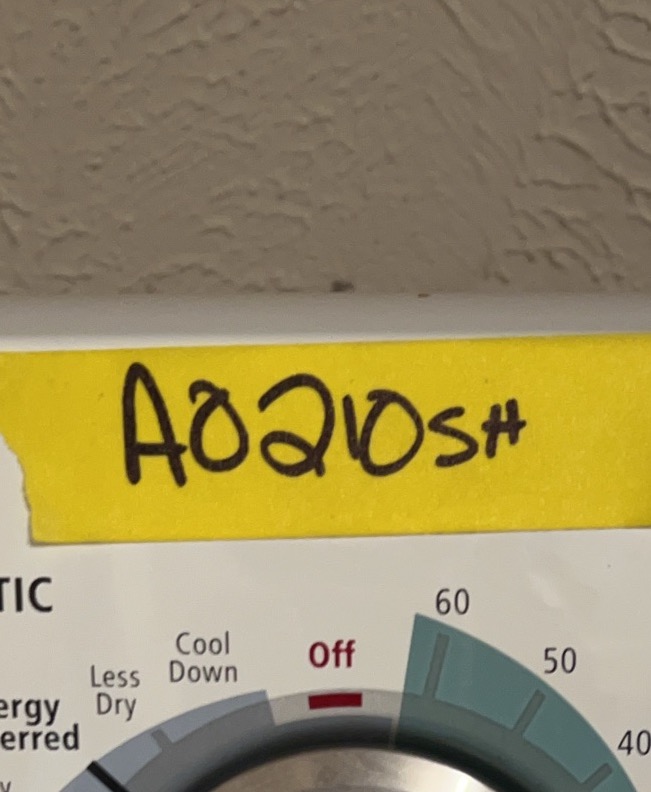 A0210SH
TIC
60
Cool
Down
Off
50
Less
Dry
ergy
erred
40